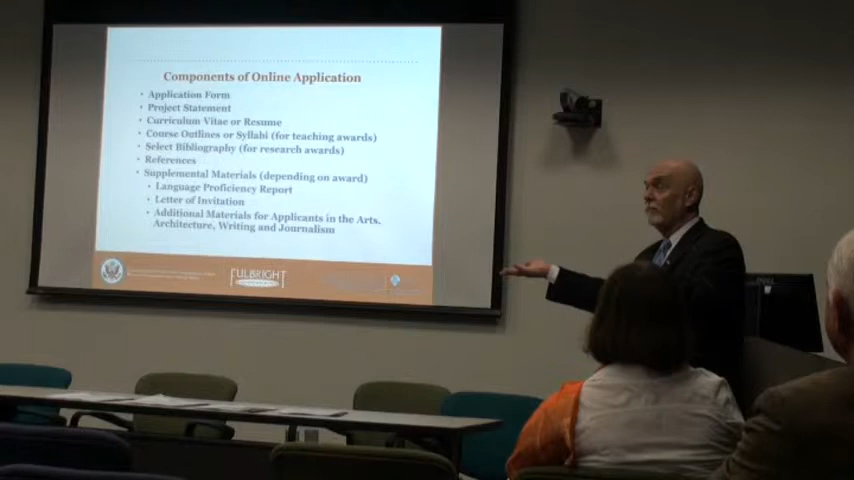 Components of Online Application
• Application Form
• Project Statement
• Curriculum Vitae or Resume
• Course Outlines or Syllabi (for teaching awards)
• Select Bibliography (for research awards)
• References
• Supplemental Materials (depending on award)
• Language Proficiency Report
• Letter of Invitation
• Additional Materials for Applicants in the Arts,
Architecture, Writing and Journalism
FULBRIGHT